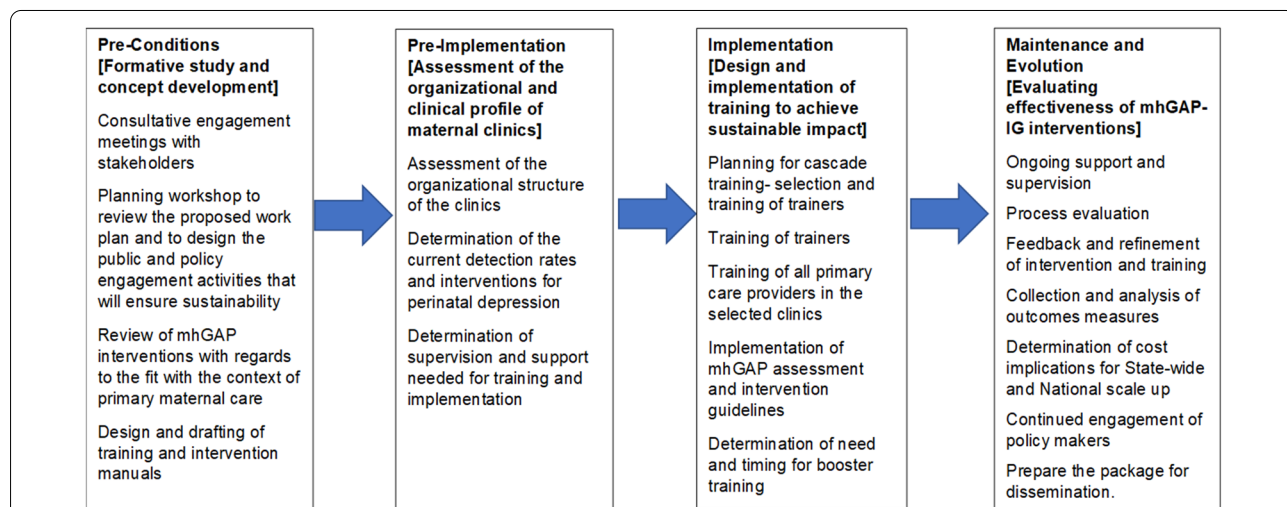 Pre-Conditions
[Formative study and
concept development]
Consultative engagement
meetings with
stakeholders
Planning workshop to
review the proposed work
plan and to design the
public and policy
engagement activities that
will ensure sustainability
Review of mhGAP
interventions with regards
to the fit with the context of
primary maternal care
Design and drafting of
training and intervention
manuals
Pre-Implementation
[Assessment of the
organizational and
clinical profile of
maternal clinics]
Assessment of the
organizational structure
of the clinics
Determination of the
current detection rates
and interventions for
perinatal depression
Determination of
supervision and support
needed for training and
implementation
Implementation
[Design and
implementation of
training to achieve
sustainable impact]
Planning for cascade
training- selection and
training of trainers
Training of trainers
Training of all primary
care providers in the
selected clinics
Implementation of
mhGAP assessment
and intervention
guidelines
Determination of need
and timing for booster
training
Maintenance and
Evolution
[Evaluating
effectiveness of mhGAP-
IG interventions]
Ongoing support and
supervision
Process evaluation
Feedback and refinement
of intervention and training
Collection and analysis of
outcomes measures
Determination of cost
implications for State-wide
and National scale up
Continued engagement of
policy makers
Prepare the package for
dissemination.